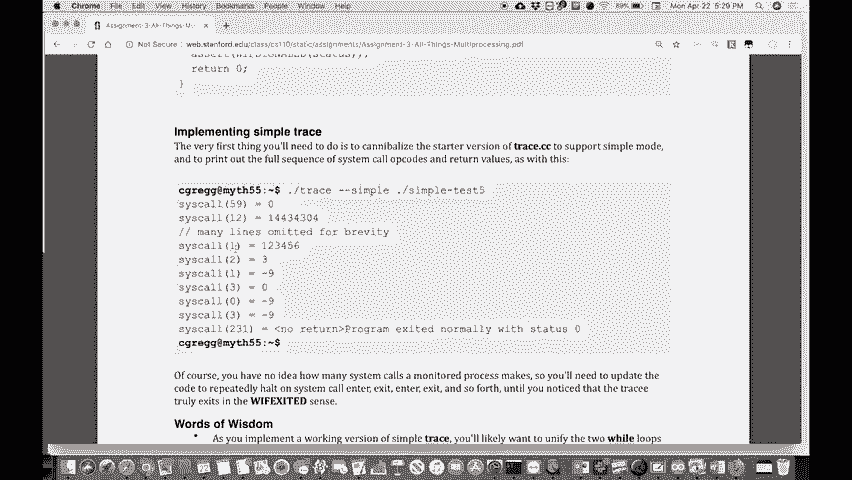 Chrome File Edit View History Bookmarks People Window Help
89% Mon Apr 22 5:29 PM
Assignment-3-All-Things-Mu
Not Secure web.stanford.edu/class/cs110/static/assignments/Assignment-3-All-Things-Multiprocessing.pdf
assert(WIFSIGNALED(status));
return 0;
}
Implementing simple trace
The very first thing you'll need to do is to cannibalize the starter version of trace.cc to support simple mode,
and to print out the full sequence of system call opcodes and return values, as with this:
cgregg@myth55:~$ ./trace --simple ./simple-test5
syscall(59) = 0
syscall(12) = 14434304
// many lines omitted for brevity
syscall(1) = 123456
syscall(2) = 3
syscall(1) = -9
syscall(3) = 0
syscall(0) = -9
syscall(3) = -9
syscall(231) = <no return>Program exited normally with status 0
cgregg@myth55:~$
Of course, you have no idea how many system calls a monitored process makes, so you'll need to update the
code to repeatedly halt on system call enter, exit, enter, exit, and so forth, until you noticed that the tracee
truly exits in the WIFEXITED sense.
Words of Wisdom
• As you implement a working version of simple trace, you'll likely want to unify the two while loops